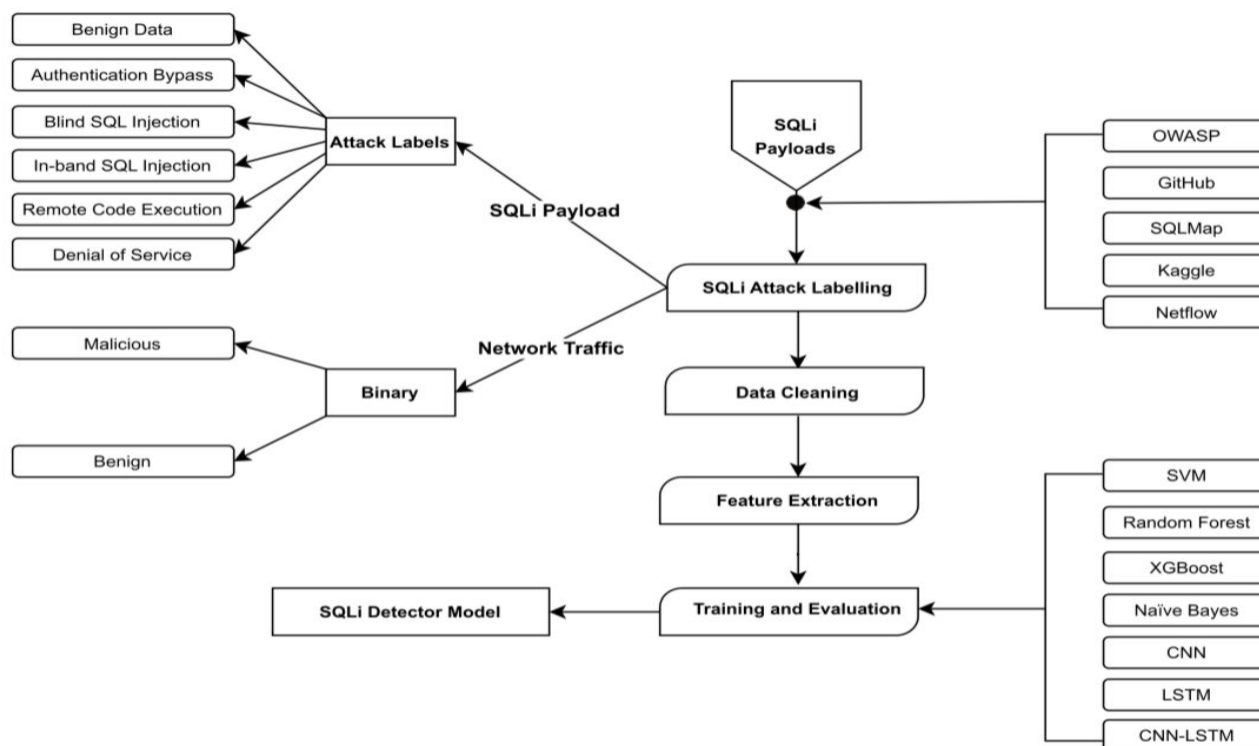 Benign Data
Authentication Bypass
Blind SQL Injection
In-band SQL Injection
Remote Code Execution
Denial of Service
Attack Labels
SQLi Payload
Network Traffic
Malicious
Binary
Benign
SQLi
Payloads
OWASP
GitHub
SQLMap
Kaggle
Netflow
SQLi Attack Labelling
Data Cleaning
Feature Extraction
Training and Evaluation
SQLi Detector Model
SVM
Random Forest
XGBoost
Naïve Bayes
CNN
LSTM
CNN-LSTM